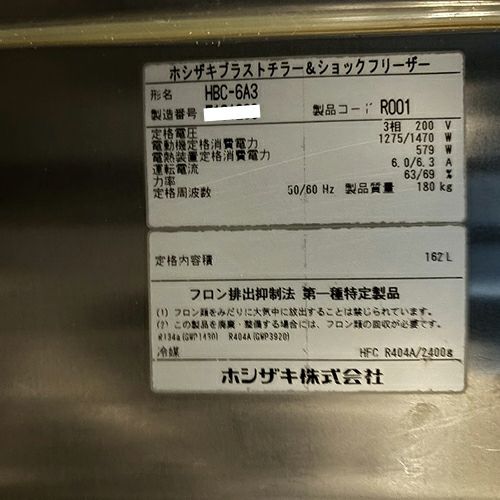 ホシザキブラストチラー&ショックフリーザー
形名 HBC-6A3
製造番号
製品コード R001
定格電圧 3相 200 V
電動機定格消費電力 1275/1470 W
電熱装置定格消費電力 579 W
運転電流 6.0/6.3 A
力率 63/69 %
定格周波数 50/60 Hz 製品質量 180 kg
定格内容積 162 L
フロン排出抑制法 第一種特定製品
(1) フロン類をみだりに大気中に放出することは禁じられています。
(2) この製品を廃棄・整備する場合には、フロン類の回収が必要です。
R134a(GWP1430) R404A(GWP3920)
冷媒 HFC R404A/2400g
ホシザキ株式会社